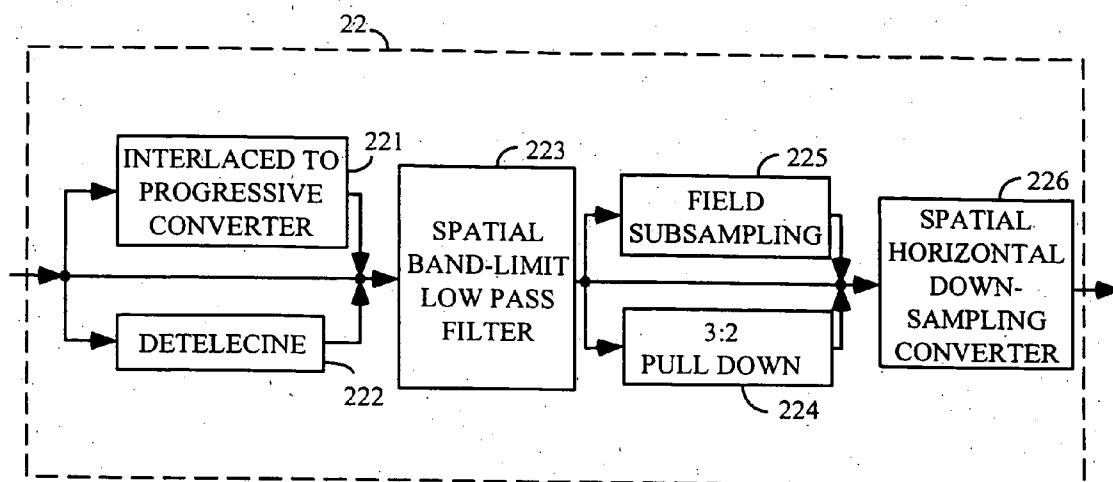 22
INTERLACED TO
PROGRESSIVE
CONVERTER
221
DETELECINE
222
223
SPATIAL
BAND-LIMIT
LOW PASS
FILTER
225
FIELD
SUBSAMPLING
3:2
PULL DOWN
224
226
SPATIAL
HORIZONTAL
DOWN-
SAMPLING
CONVERTER